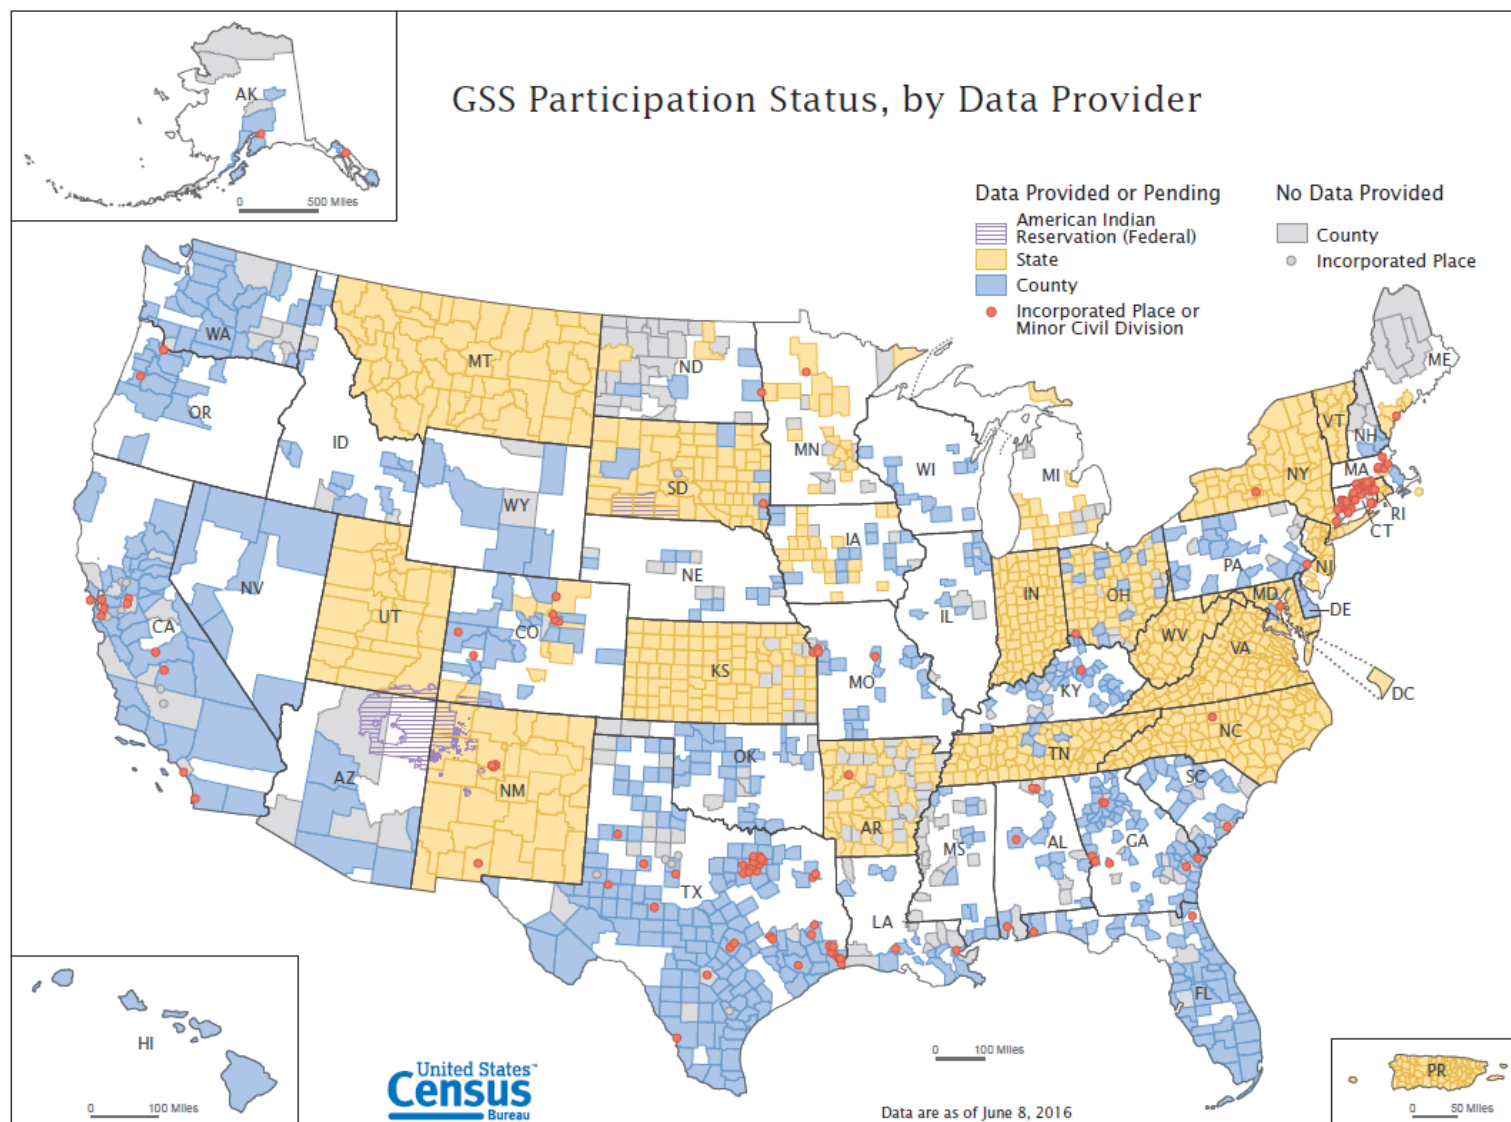 GSS Participation Status, by Data Provider
AK
0 500 Miles
Data Provided or Pending
American Indian
Reservation (Federal)
State
County
Incorporated Place or
Minor Civil Division
No Data Provided
County
Incorporated Place
WA
MT
ND
ME
OR
ID
MN
WI
MI
VT
NH
NY
MA
SD
WY
RI
CT
IA
NE
PA
NJ
NV
IL
IN
OH
MD
DE
UT
CO
CA
WV
VA
KS
MO
KY
DC
NC
TN
OK
AZ
NM
SC
AR
MS
AL
GA
TX
LA
FL
HI
0 100 Miles
United States™
Census
Bureau
0 100 Miles
Data are as of June 8, 2016
PR
0 50 Miles